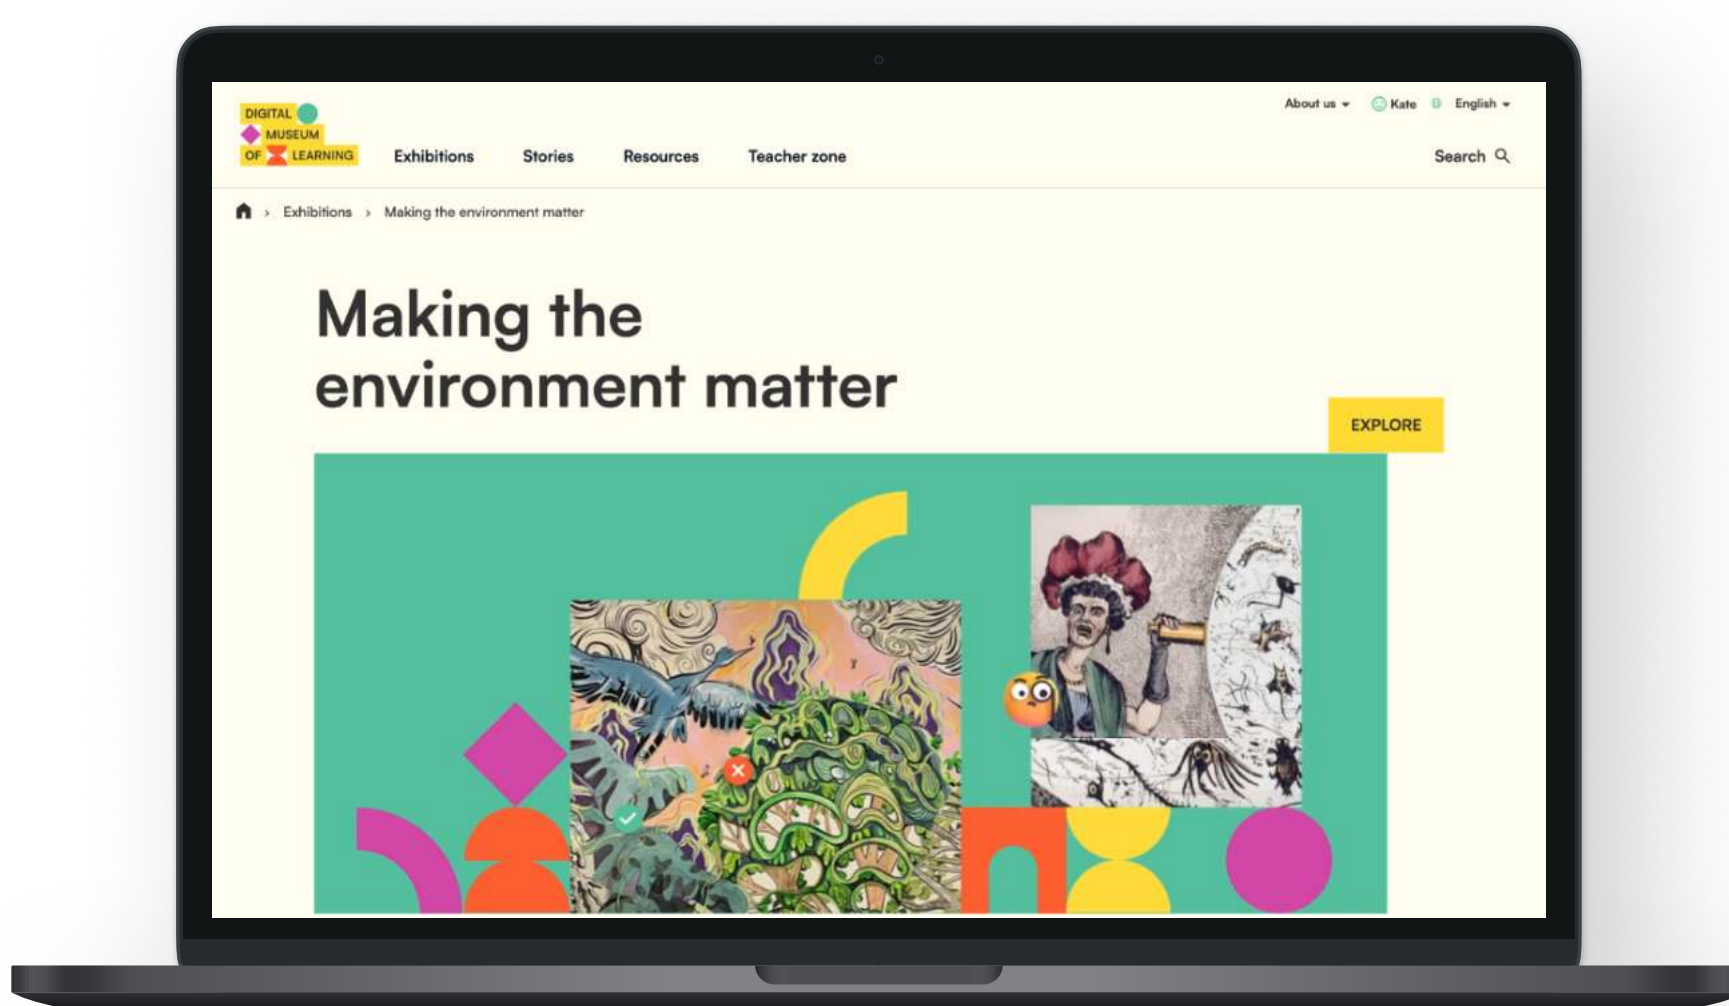 About us
Kate
English
DIGITAL
MUSEUM
OF LEARNING
Exhibitions
Stories
Resources
Teacher zone
Search
Exhibitions > Making the environment matter
Making the
environment matter
EXPLORE